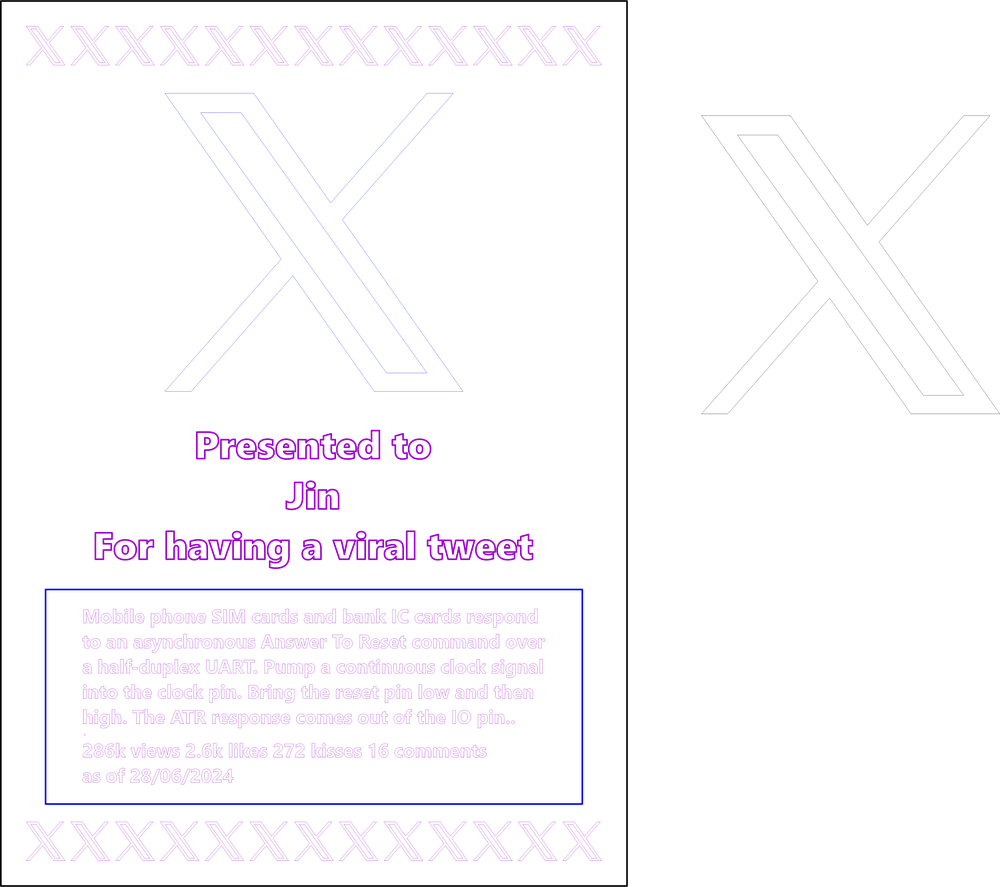 Presented to
Jin
For having a viral tweet
Mobile phone SIM cards and bank IC cards respond
to an asynchronous Answer To Reset command over
a half-duplex UART. Pump a continuous clock signal
into the clock pin. Bring the reset pin low and then
high. The ATR response comes out of the IO pin..
.
286k views 2.6k likes 272 kisses 16 comments
as of 28/06/2024